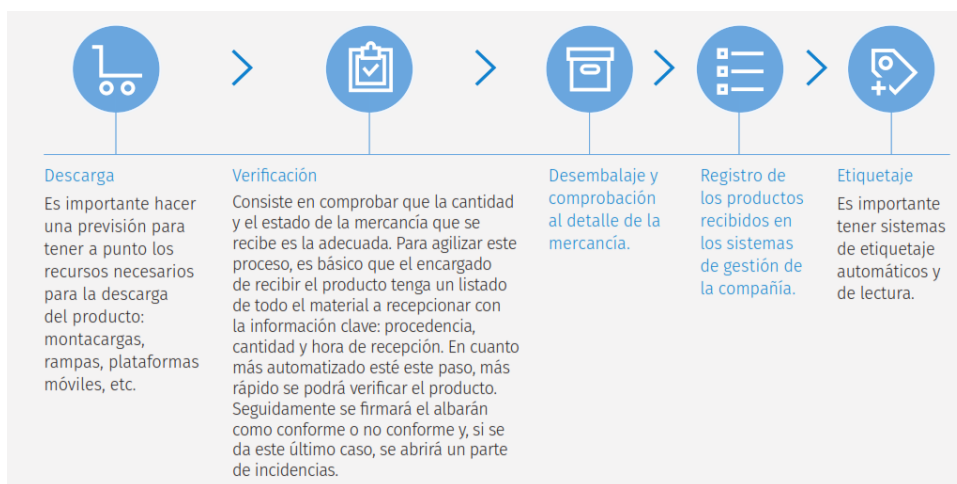 Descarga
Es importante hacer
una previsión para
tener a punto los
recursos necesarios
para la descarga
del producto:
montacargas,
rampas, plataformas
móviles, etc.
Verificación
Consiste en comprobar que la cantidad
y el estado de la mercancía que se
recibe es la adecuada. Para agilizar este
proceso, es básico que el encargado
de recibir el producto tenga un listado
de todo el material a recepcionar con
la información clave: procedencia,
cantidad y hora de recepción. En cuanto
más automatizado esté este paso, más
rápido se podrá verificar el producto.
Seguidamente se firmará el albarán
como conforme o no conforme y, si se
da este último caso, se abrirá un parte
de incidencias.
Desembalaje y
comprobación
al detalle de la
mercancía.
Registro de
los productos
recibidos en
los sistemas
de gestión de
la compañía.
Etiquetaje
Es importante
tener sistemas
de etiquetaje
automáticos y
de lectura.